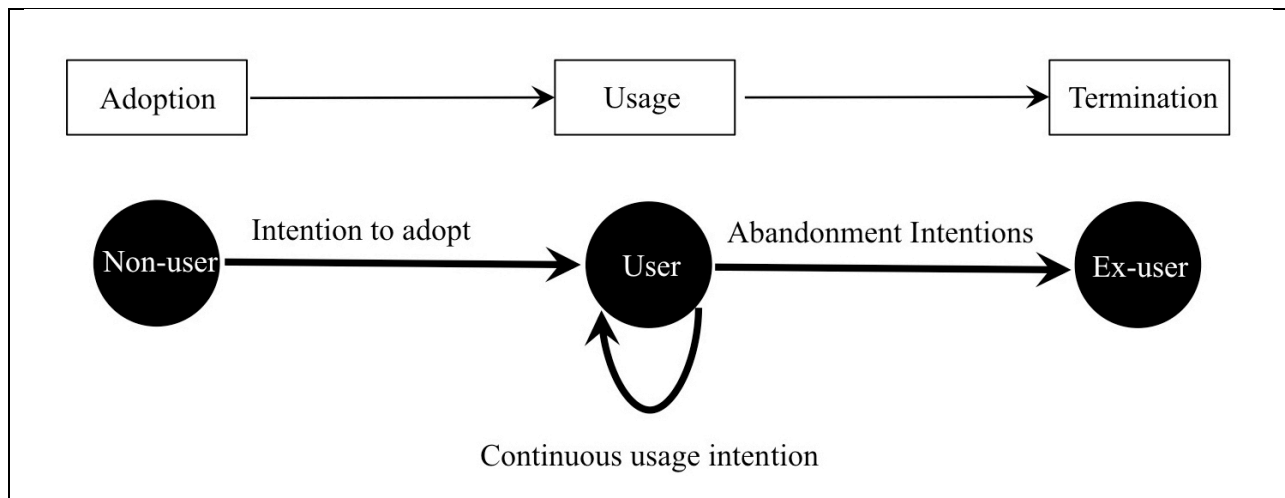 Adoption
Usage
Termination
Intention to adopt
Abandonment Intentions
Non-user
User
Ex-user
Continuous usage intention